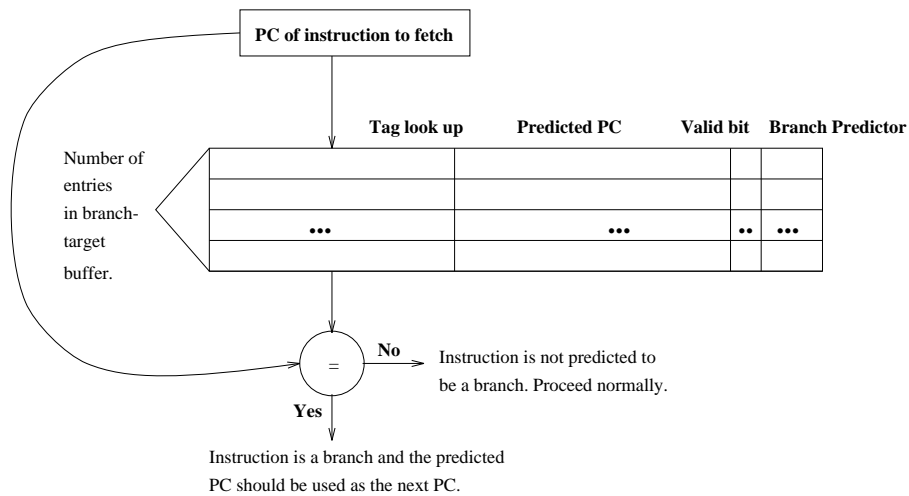 PC of instruction to fetch
Tag look up
Predicted PC
Valid bit
Branch Predictor
Number of
entries
in branch-
target
buffer.
•••
•••
••
•••
=
No
Instruction is not predicted to
be a branch. Proceed normally.
Yes
Instruction is a branch and the predicted
PC should be used as the next PC.